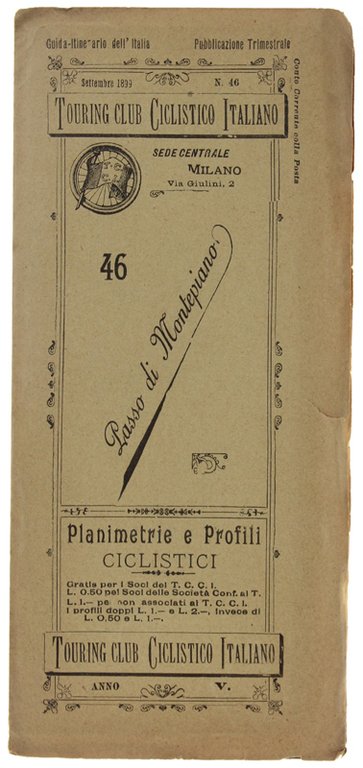 Guida-Itinerario dell' Italia Pubblicazione Trimestrale
Settembre 1899 N. 46
TOURING CLUB CICLISTICO ITALIANO
Conto Corrente colla Posta
SEDE CENTRALE
MILANO
Via Giulini, 2
46
Passo di Montepiano
Planimetrie e Profili
CICLISTICI
Gratis per i Soci del T. C. C. I.
L. 0.50 pei Soci delle Società Conf. al T.
L. 1.— pei non associati al T. C. C. I.
I profili doppi L. 1.— e L. 2.—, invece di
L. 0.50 e L. 1.—.
TOURING CLUB CICLISTICO ITALIANO
ANNO V.